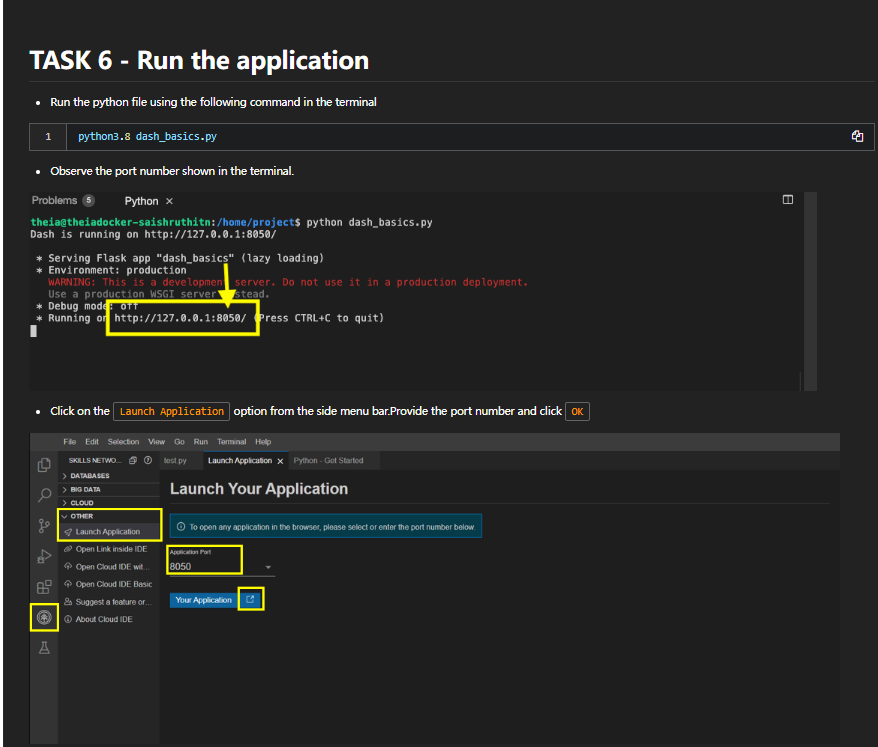 TASK 6 - Run the application
Run the python file using the following command in the terminal
1 python3.8 dash_basics.py
Observe the port number shown in the terminal.
Problems 5 Python ×
theia@theiadocker-saishruthitn:/home/project$ python dash_basics.py
Dash is running on http://127.0.0.1:8050/
* Serving Flask app "dash_basics" (lazy loading)
* Environment: production
WARNING: This is a development server. Do not use it in a production deployment.
Use a production WSGI server instead.
* Debug mode: off
* Running on http://127.0.0.1:8050/ (Press CTRL+C to quit)
Click on the Launch Application option from the side menu bar.Provide the port number and click OK
File Edit Selection View Go Run Terminal Help
SKILLS NETWO... test.py Launch Application × Python - Get Started
DATABASES
BIG DATA
CLOUD
OTHER
Launch Application
Open Link inside IDE
Open Cloud IDE wit...
Open Cloud IDE Basic
Suggest a feature or...
About Cloud IDE
Launch Your Application
To open any application in the browser, please select or enter the port number below.
Application Port
8050
Your Application